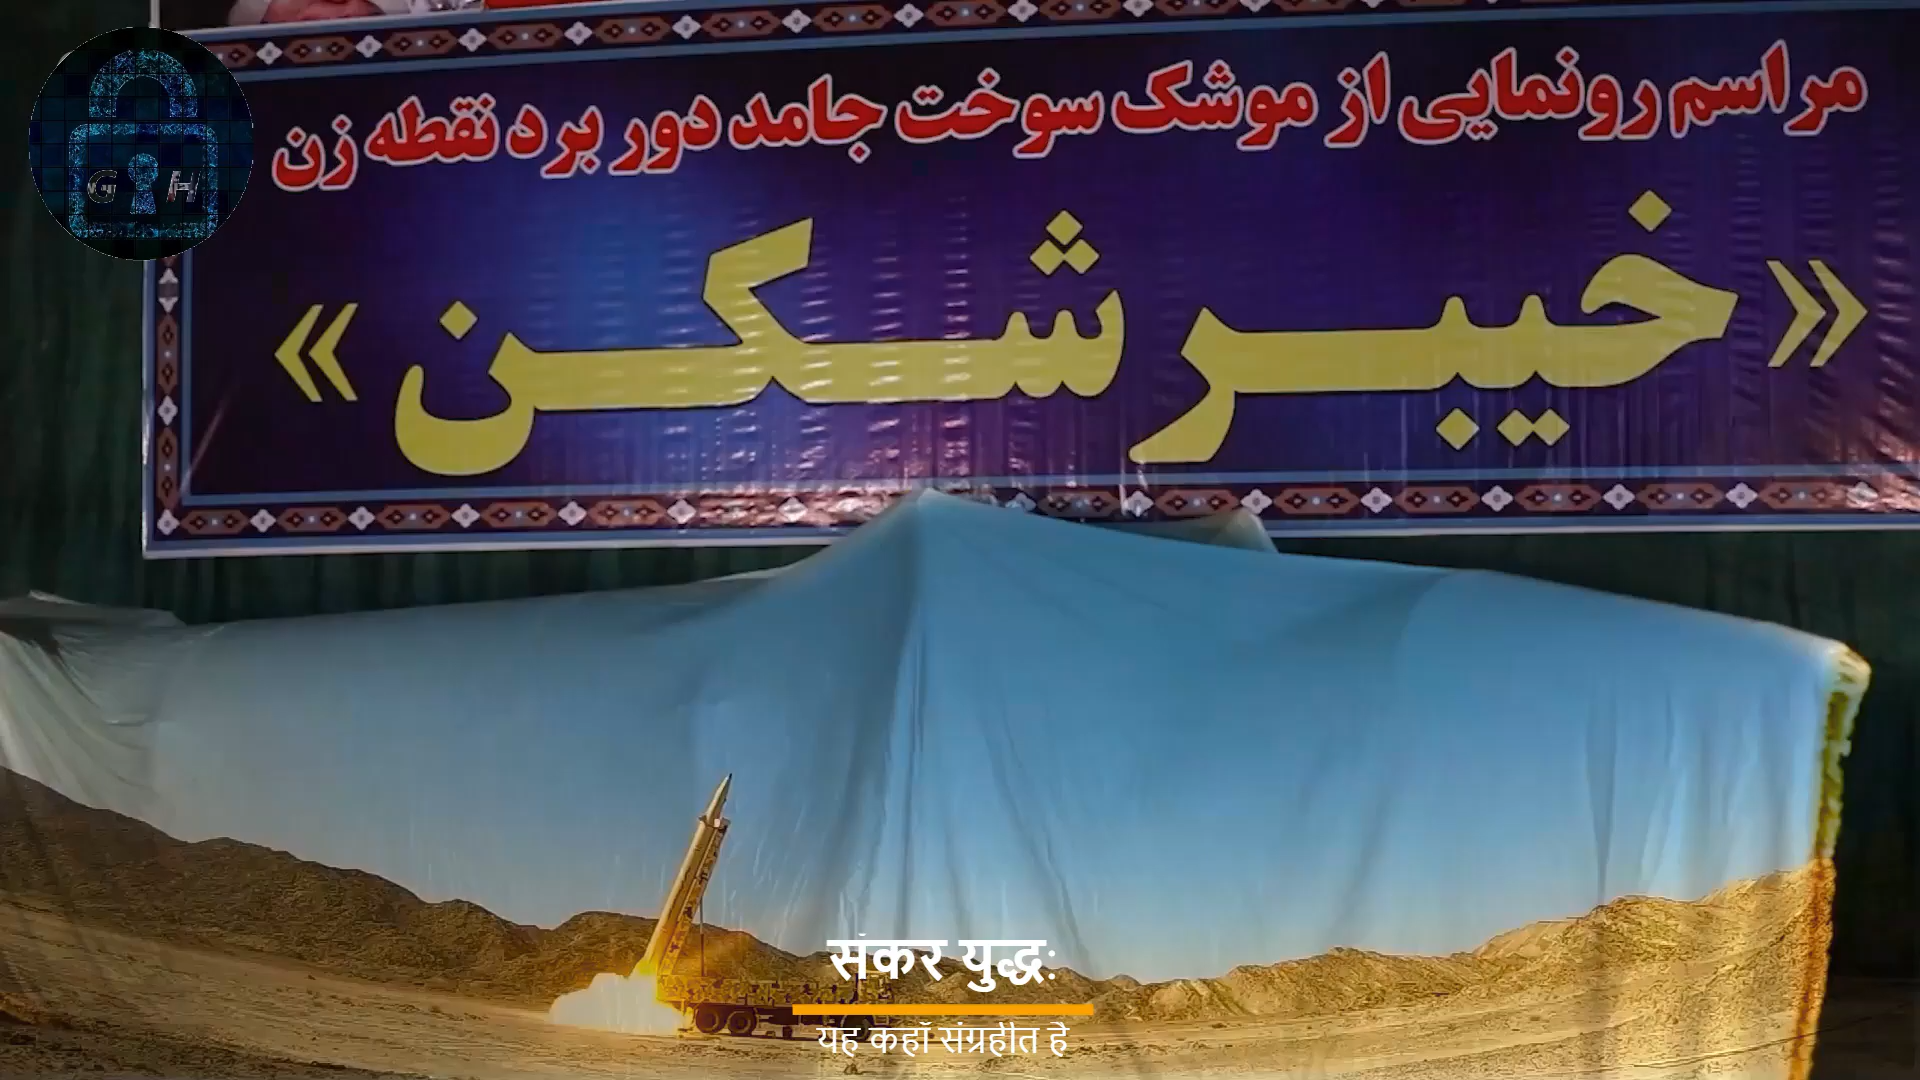 مراسم رونمایی از موشک سوخت جامد دور برد نقطه زن
«خیبرشکن»
G H
संकर युद्ध:
यह कहाँ संग्रहीत है